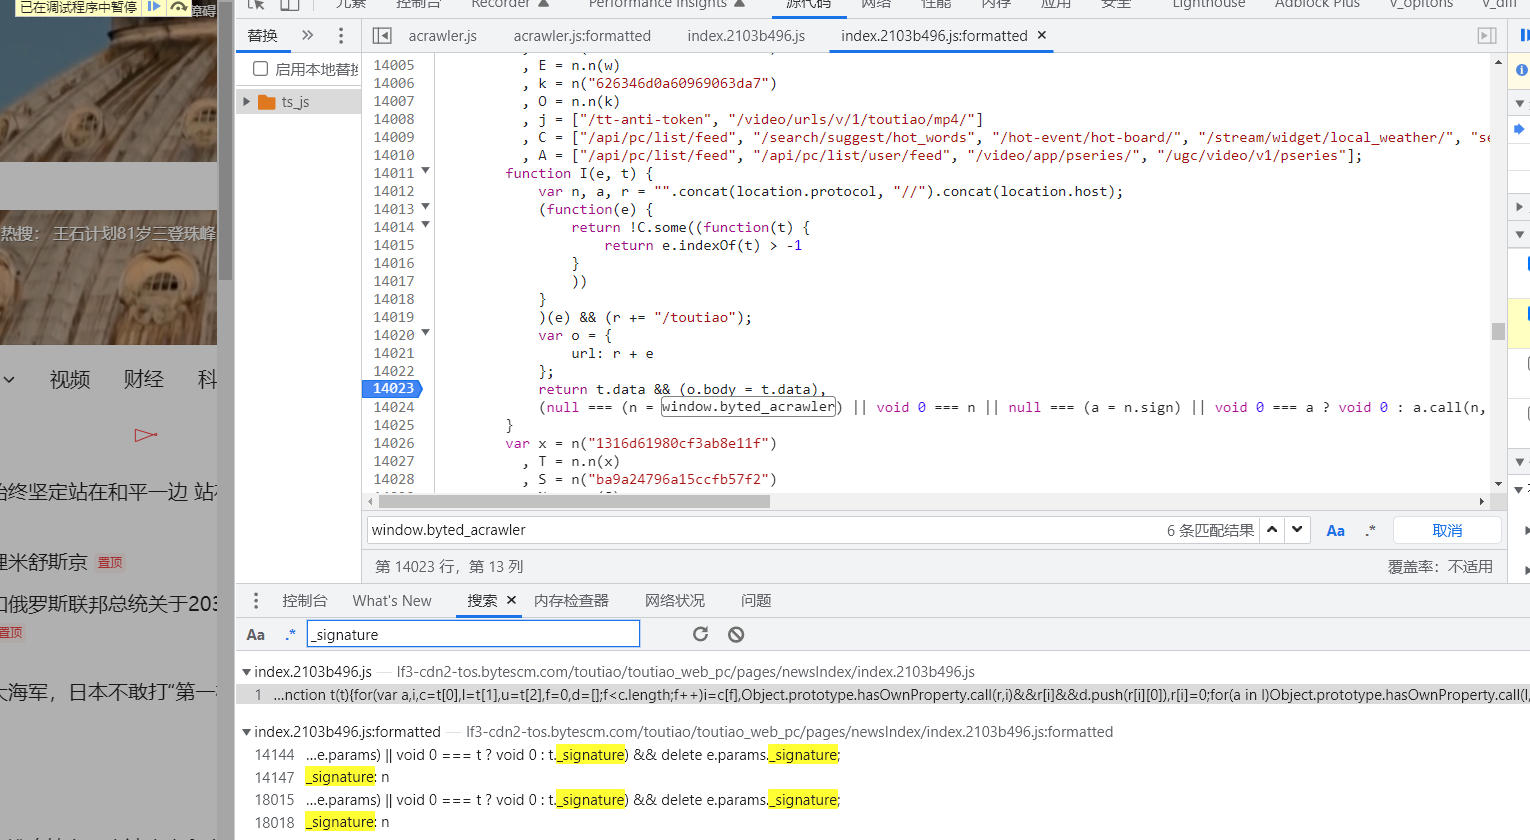 已在调试程序中暂停
障碍
元素 控制台 Recorder Performance insights 源代码 网络 性能 内存 应用 安全 Lighthouse Adblock Plus v_opitons v_diff
替换 acrawler.js acrawler.js:formatted index.2103b496.js index.2103b496.js:formatted
启用本地替换
ts_js
14005 , E = n.n(w)
14006 , k = n("626346d0a60969063da7")
14007 , O = n.n(k)
14008 , j = ["/tt-anti-token", "/video/urls/v/1/toutiao/mp4/"]
14009 , C = ["/api/pc/list/feed", "/search/suggest/hot_words", "/hot-event/hot-board/", "/stream/widget/local_weather/", "se
14010 , A = ["/api/pc/list/feed", "/api/pc/list/user/feed", "/video/app/pseries/", "/ugc/video/v1/pseries"];
14011 function I(e, t) {
14012 var n, a, r = "".concat(location.protocol, "//").concat(location.host);
14013 (function(e) {
14014 return !C.some((function(t) {
14015 return e.indexOf(t) > -1
14016 }
14017 ))
14018 }
14019 )(e) && (r += "/toutiao");
14020 var o = {
14021 url: r + e
14022 };
14023 return t.data && (o.body = t.data),
14024 (null === (n = window.byted_acrawler) || void 0 === n || null === (a = n.sign) || void 0 === a ? void 0 : a.call(n,
14025 }
14026 var x = n("1316d61980cf3ab8e11f")
14027 , T = n.n(x)
14028 , S = n("ba9a24796a15ccfb57f2")
热搜： 王石计划81岁三登珠峰
视频 财经 科
始终坚定站在和平一边 站在
理米舒斯京 置顶
和俄罗斯联邦总统关于203
置顶
大海军，日本不敢打“第一
window.byted_acrawler 6 条匹配结果 Aa .* 取消
第 14023 行，第 13 列 覆盖率：不适用
控制台 What's New 搜索 内存检查器 网络状况 问题
Aa .* _signature
index.2103b496.js — lf3-cdn2-tos.bytescm.com/toutiao/toutiao_web_pc/pages/newsIndex/index.2103b496.js
1 …nction t(t){for(var a,i,c=t[0],l=t[1],u=t[2],f=0,d=[];f<c.length;f++)i=c[f],Object.prototype.hasOwnProperty.call(r,i)&&r[i]&&d.push(r[i][0]),r[i]=0;for(a in l)Object.prototype.hasOwnProperty.call(l,
index.2103b496.js:formatted — lf3-cdn2-tos.bytescm.com/toutiao/toutiao_web_pc/pages/newsIndex/index.2103b496.js:formatted
14144 …e.params) || void 0 === t ? void 0 : t._signature) && delete e.params._signature;
14147 _signature: n
18015 …e.params) || void 0 === t ? void 0 : t._signature) && delete e.params._signature;
18018 _signature: n